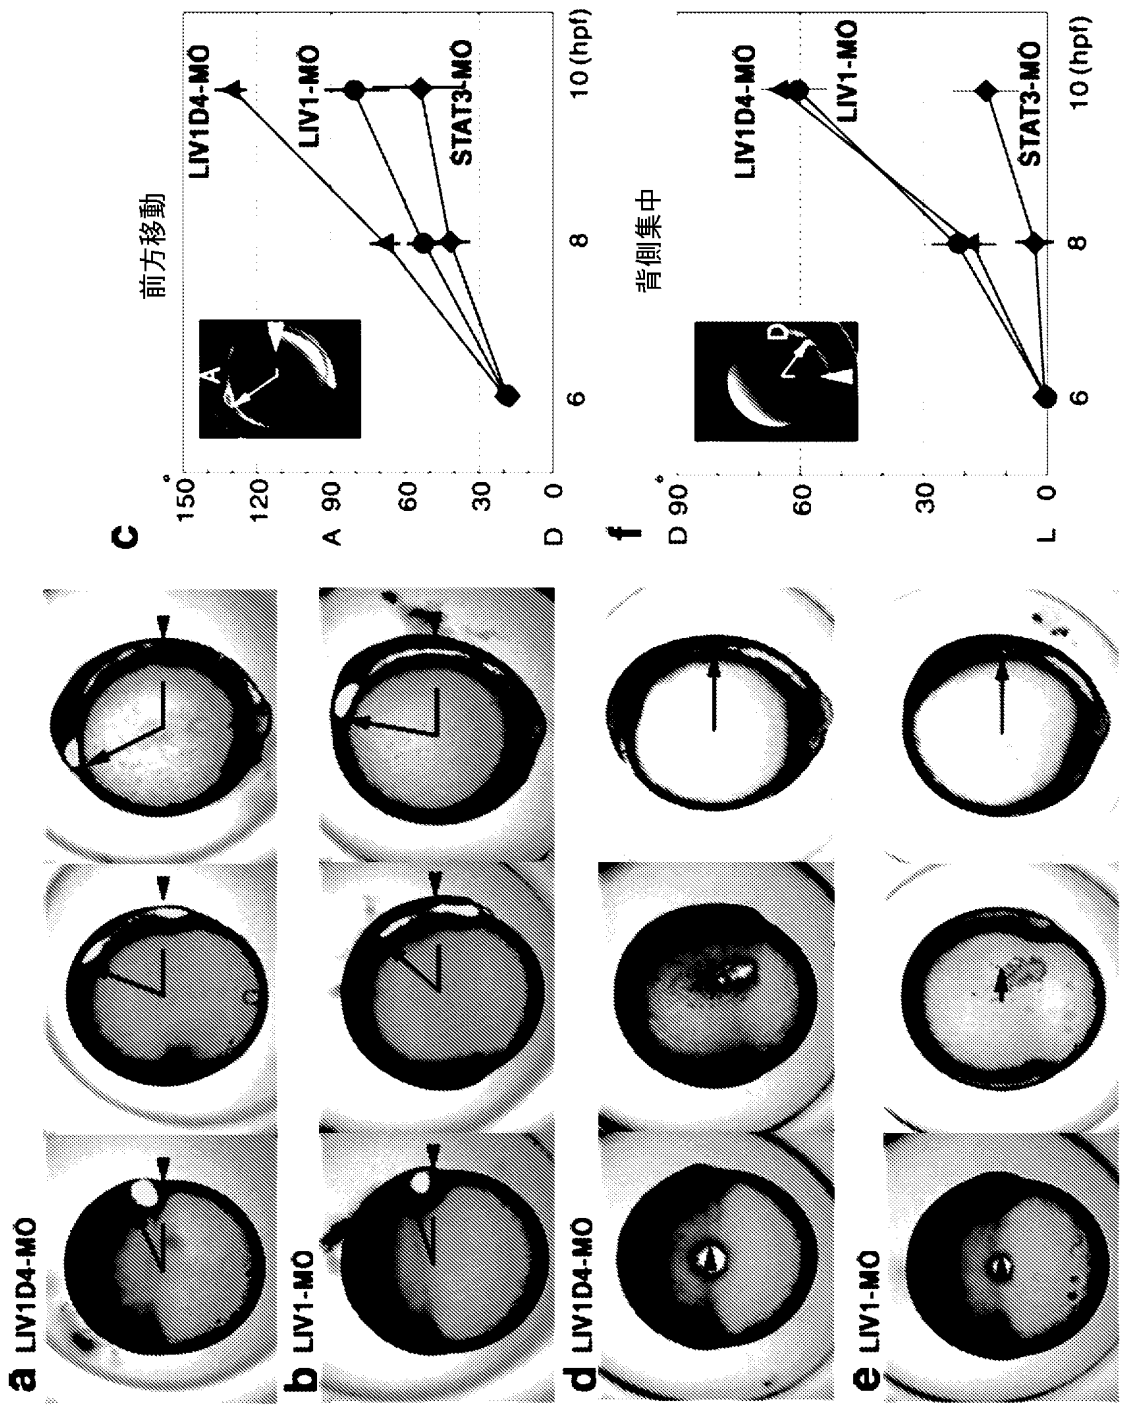 a LIV1D4-MO
b LIV1-MO
c
前方移動
150°
120
A 90
60
30
D 0
6
8
10 (hpf)
A
LIV1D4-MO
LIV1-MO
STAT3-MO
d LIV1D4-MO
e LIV1-MO
f
背側集中
D 90°
60
30
L 0
6
8
10 (hpf)
D
LIV1D4-MO
LIV1-MO
STAT3-MO